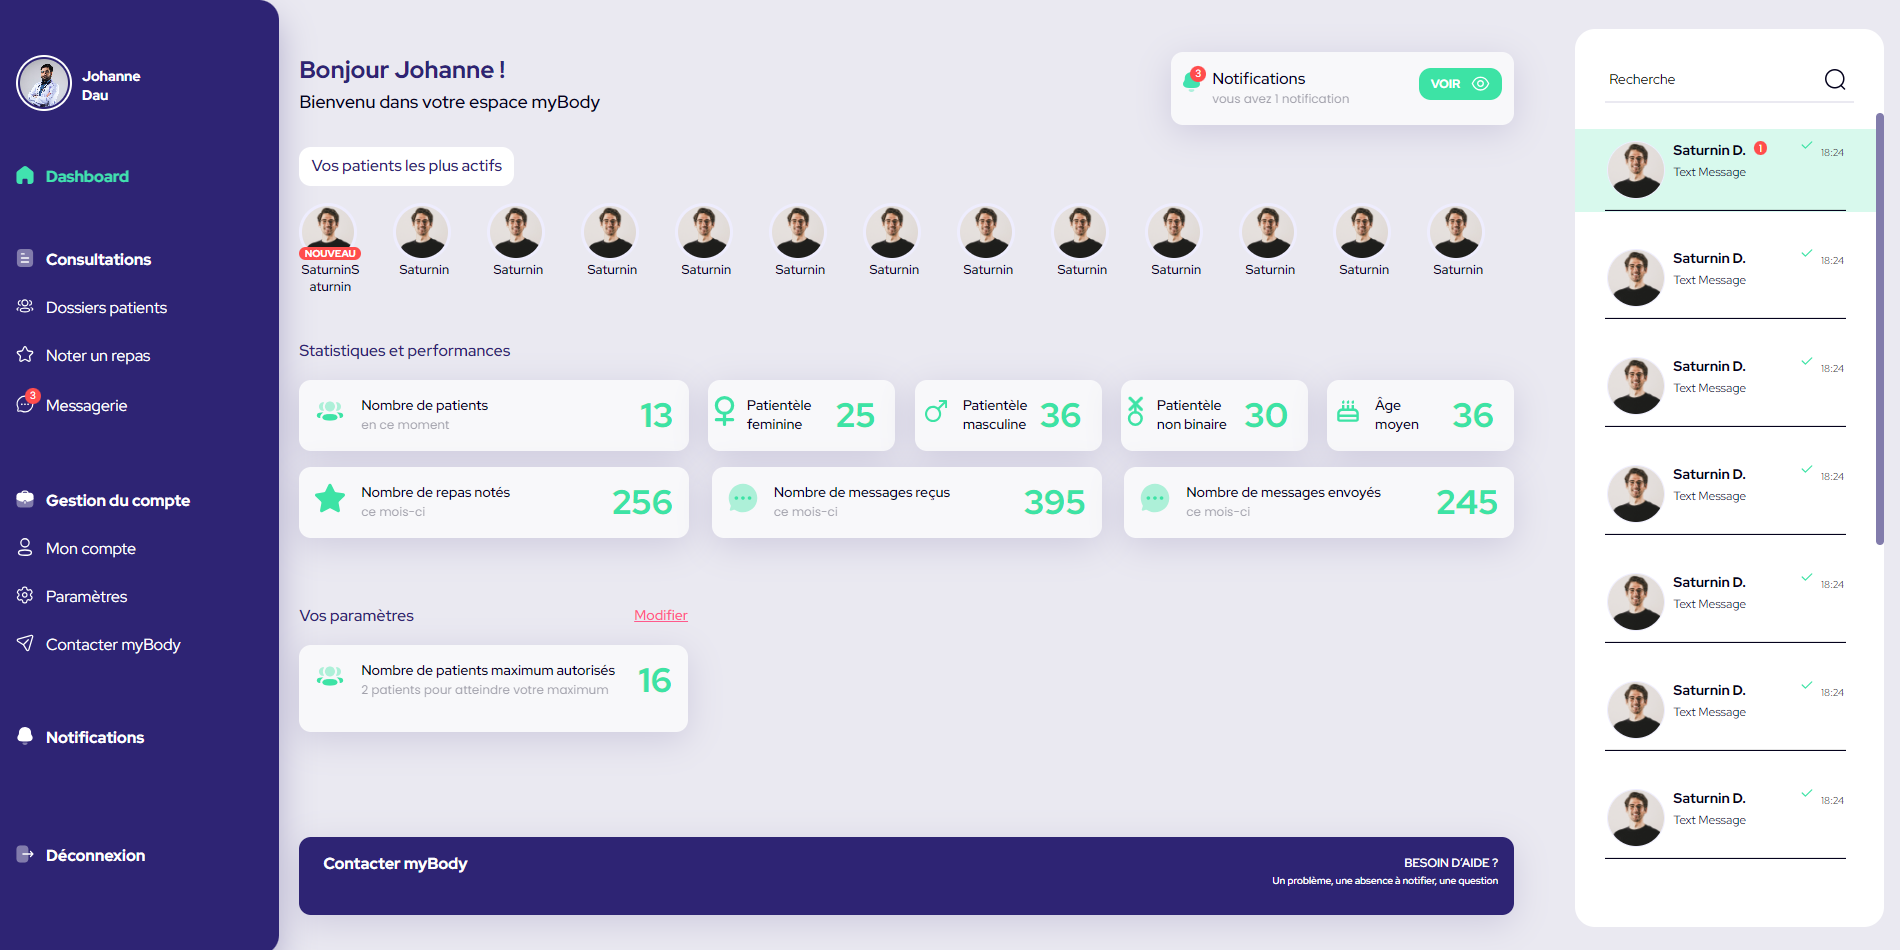 Johanne
Dau
Dashboard
Consultations
Dossiers patients
Noter un repas
3
Messagerie
Gestion du compte
Mon compte
Paramètres
Contacter myBody
Notifications
Déconnexion
Bonjour Johanne !
Bienvenu dans votre espace myBody
3
Notifications
vous avez 1 notification
VOIR
Vos patients les plus actifs
NOUVEAU
SaturninS
aturnin
Saturnin
Saturnin
Saturnin
Saturnin
Saturnin
Saturnin
Saturnin
Saturnin
Saturnin
Saturnin
Saturnin
Saturnin
Statistiques et performances
Nombre de patients
en ce moment
13
Patientèle
feminine
25
Patientèle
masculine
36
Patientèle
non binaire
30
Âge
moyen
36
Nombre de repas notés
ce mois-ci
256
Nombre de messages reçus
ce mois-ci
395
Nombre de messages envoyés
ce mois-ci
245
Vos paramètres
Modifier
Nombre de patients maximum autorisés
2 patients pour atteindre votre maximum
16
Contacter myBody
BESOIN D'AIDE ?
Un problème, une absence à notifier, une question
Recherche
Saturnin D. 1
18:24
Text Message
Saturnin D.
18:24
Text Message
Saturnin D.
18:24
Text Message
Saturnin D.
18:24
Text Message
Saturnin D.
18:24
Text Message
Saturnin D.
18:24
Text Message
Saturnin D.
18:24
Text Message